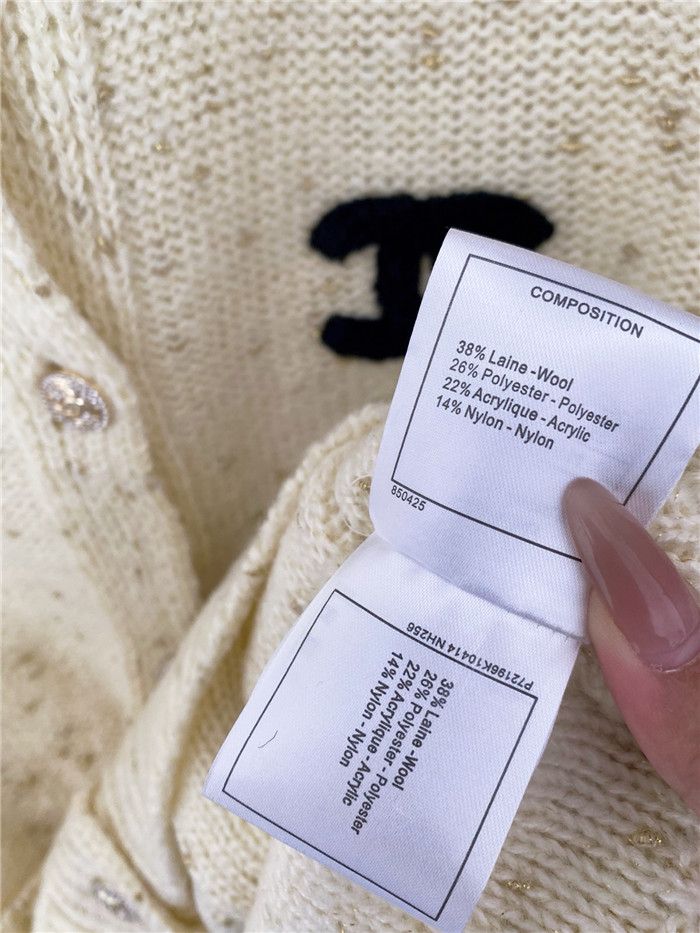 COMPOSITION
38% Laine -Wool
26% Polyester - Polyester
22% Acrylique - Acrylic
14% Nylon - Nylon
850425
P72196K10414 NH256
38% Laine -Wool
26% Polyester - Polyester
22% Acrylique - Acrylic
14% Nylon - Nylon